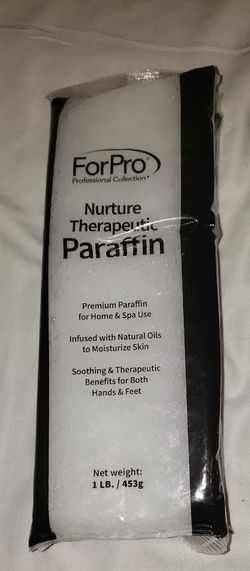 ForPro®
Professional Collection®
Nurture
Therapeutic
Paraffin
Premium Paraffin
for Home & Spa Use
Infused with Natural Oils
to Moisturize Skin
Soothing & Therapeutic
Benefits for Both
Hands & Feet
Net weight:
1 LB. / 453g